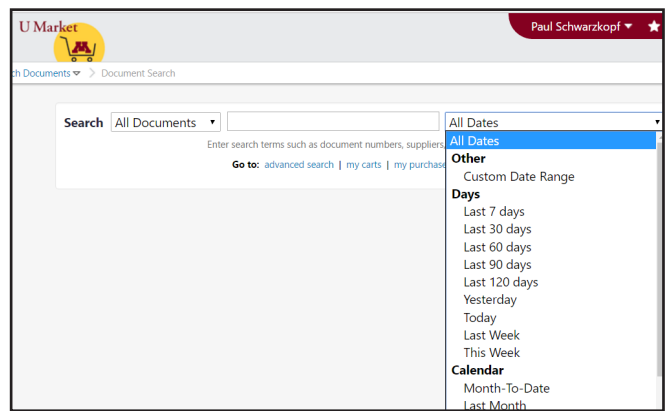 U Market
Paul Schwarzkopf
M
Documents > Document Search
Search All Documents All Dates
Enter search terms such as document numbers, suppliers,
Go to: advanced search | my carts | my purchase
All Dates
Other
Custom Date Range
Days
Last 7 days
Last 30 days
Last 60 days
Last 90 days
Last 120 days
Yesterday
Today
Last Week
This Week
Calendar
Month-To-Date
Last Month